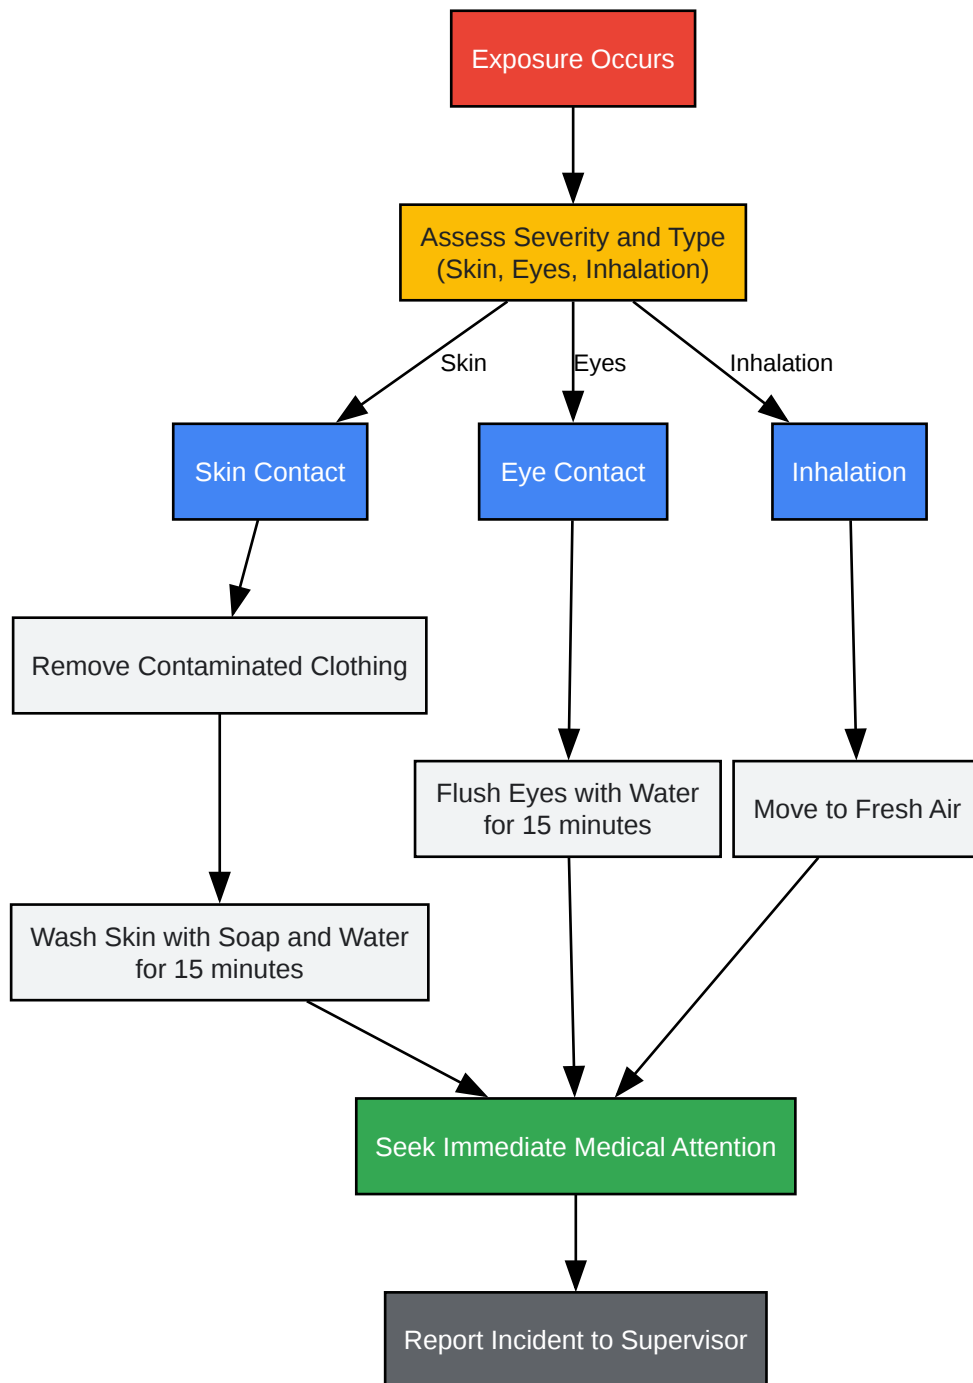 Exposure Occurs
Assess Severity and Type
(Skin, Eyes, Inhalation)
Skin
Eyes
Inhalation
Skin Contact
Eye Contact
Inhalation
Remove Contaminated Clothing
Flush Eyes with Water
for 15 minutes
Move to Fresh Air
Wash Skin with Soap and Water
for 15 minutes
Seek Immediate Medical Attention
Report Incident to Supervisor